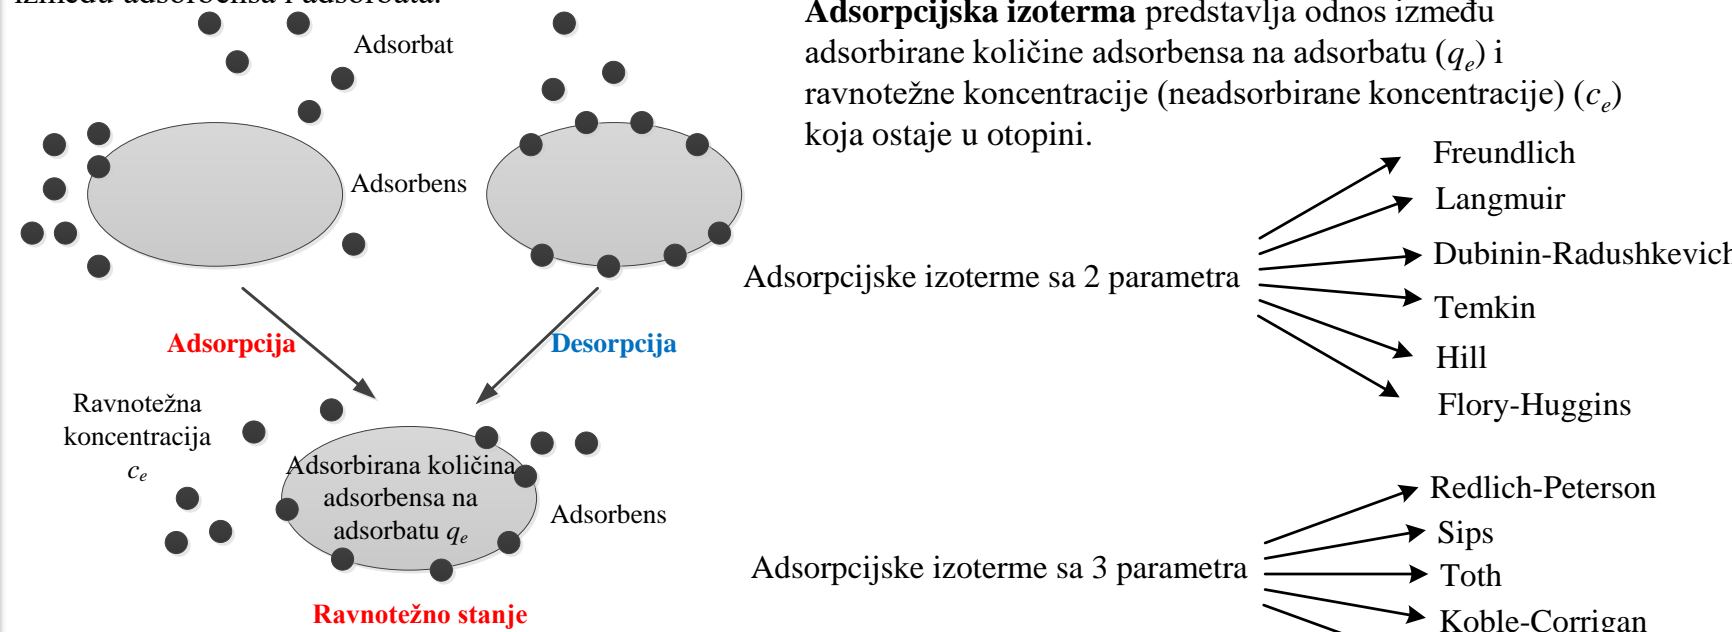 između adsorbensa i adsorbata.
Adsorbat
Adsorbens
Adsorpcija
Desorpcija
Ravnotežna
koncentracija
cₑ
Adsorbirana količina
adsorbensa na
adsorbatu qₑ
Adsorbens
Ravnotežno stanje
Adsorpcijska izoterma predstavlja odnos između
adsorbirane količine adsorbensa na adsorbatu (qₑ) i
ravnotežne koncentracije (neadsorbirane koncentracije) (cₑ)
koja ostaje u otopini.
Adsorpcijske izoterme sa 2 parametra
Freundlich
Langmuir
Dubinin-Radushkevich
Temkin
Hill
Flory-Huggins
Adsorpcijske izoterme sa 3 parametra
Redlich-Peterson
Sips
Toth
Koble-Corrigan